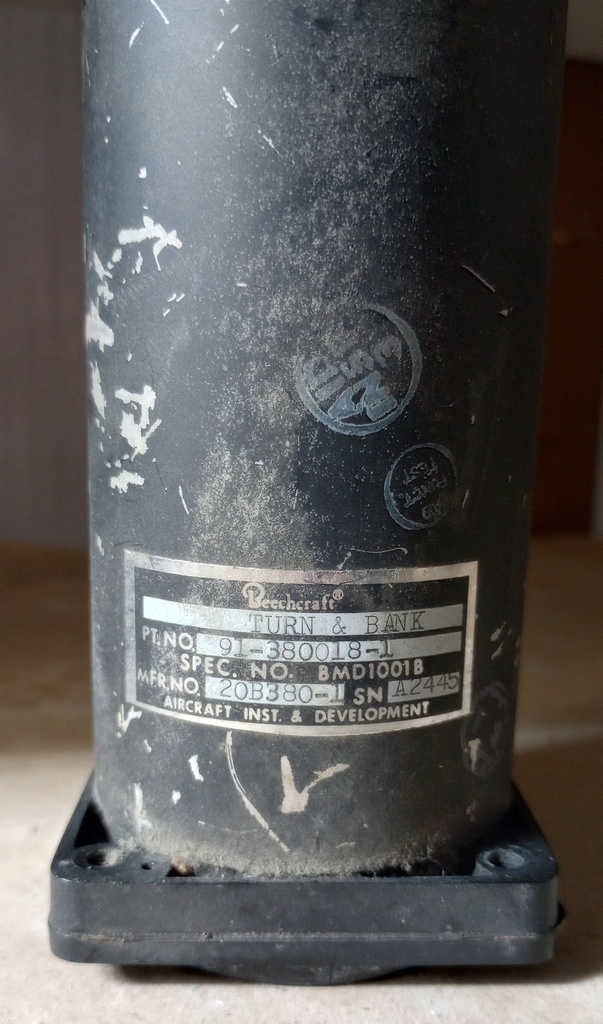 Beechcraft®
TURN & BANK
PT. NO. 91-380018-1
SPEC. NO. BMD1001B
MFR.NO. 20B380-1 SN A2445
AIRCRAFT INST. & DEVELOPMENT